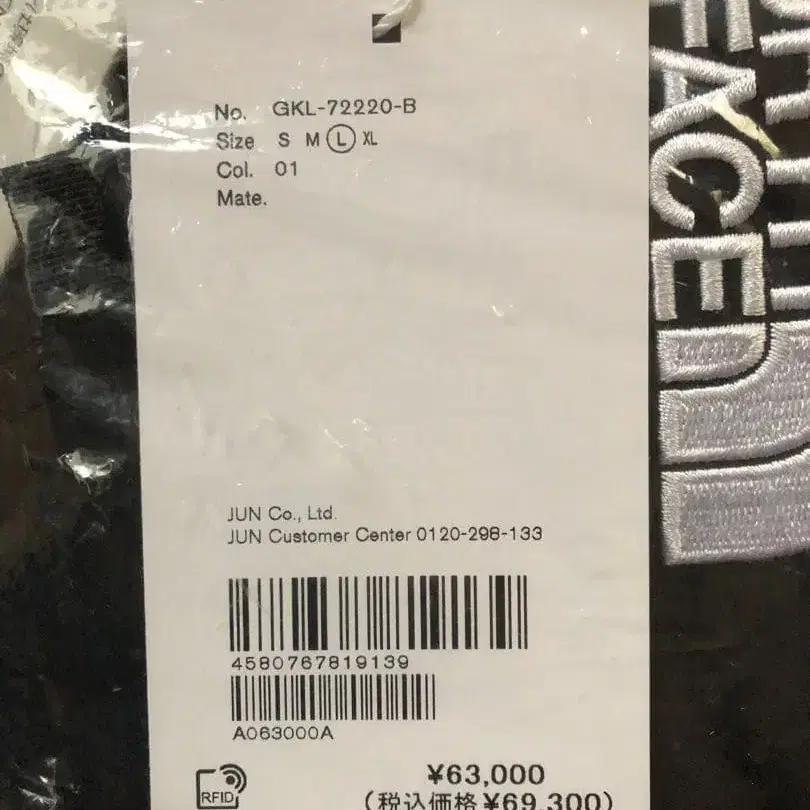 No. GKL-72220-B
Size S M L XL
Col. 01
Mate.
JUN Co., Ltd.
JUN Customer Center 0120-298-133
4580767819139
A063000A
RFID
¥63,000
(税込価格 ¥69,300)
FACE